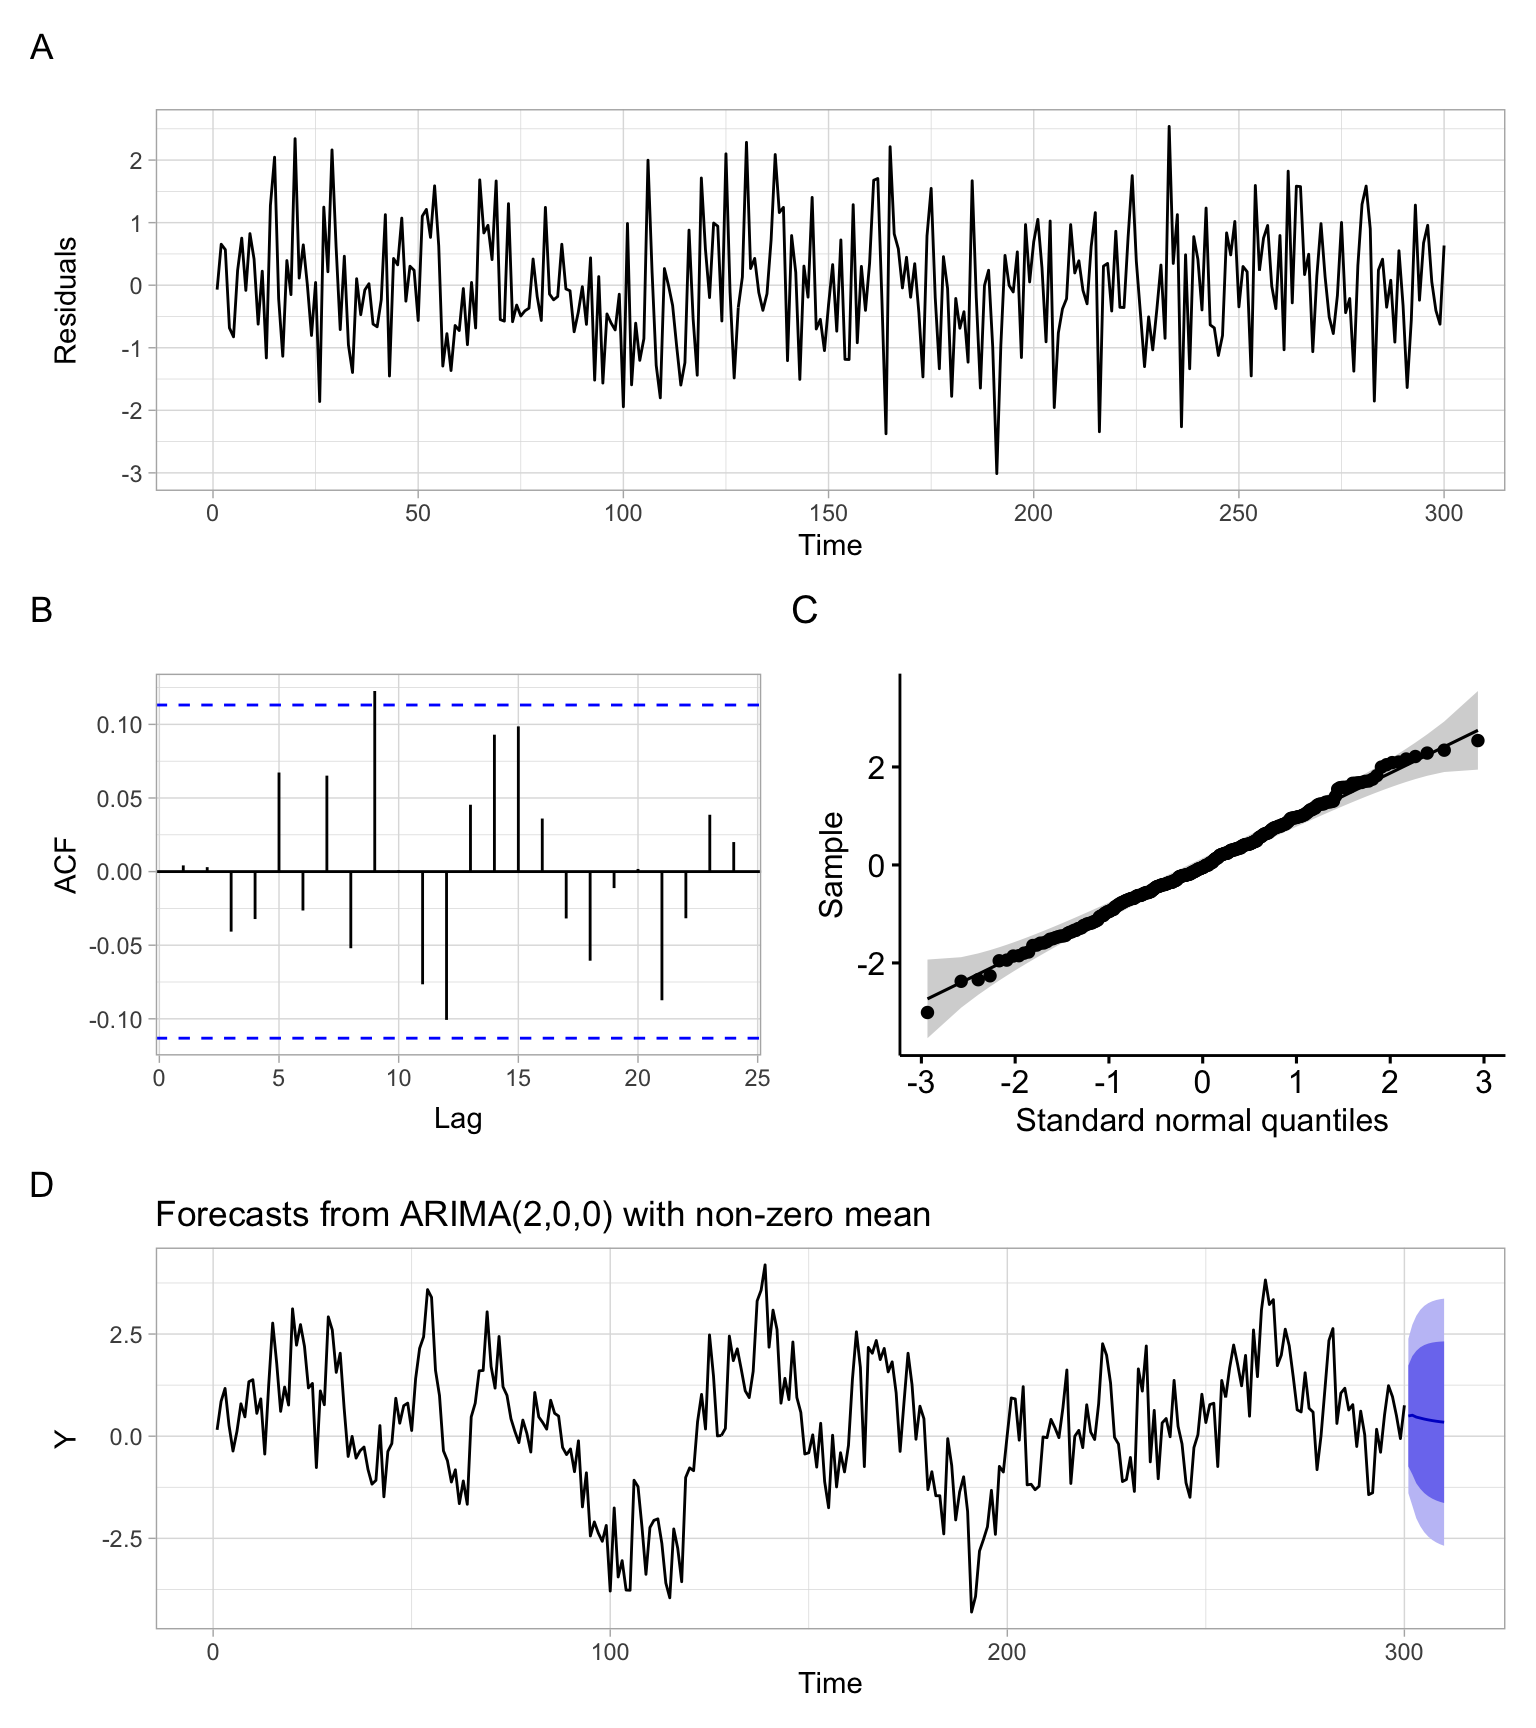 A
Residuals
2
1
0
-1
-2
-3
0 50 100 150 200 250 300
Time
B
ACF
0.10
0.05
0.00
-0.05
-0.10
0 5 10 15 20 25
Lag
C
Sample
2
0
-2
-3 -2 -1 0 1 2 3
Standard normal quantiles
D
Forecasts from ARIMA(2,0,0) with non-zero mean
Y
2.5
0.0
-2.5
0 100 200 300
Time